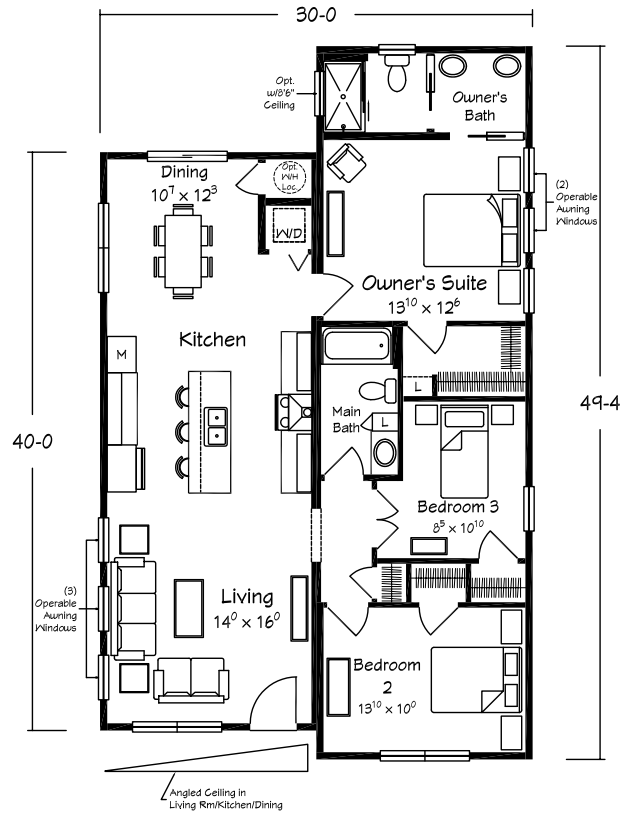 30-0
Opt.
w/8'6"
Ceiling
Owner's
Bath
Dining
10⁷ x 12³
Opt.
W/H
Loc.
(2)
Operable
Awning
Windows
W/D
Owner's Suite
13¹⁰ x 12⁶
Kitchen
M
L
Main
Bath
L
49-4
40-0
Bedroom 3
8⁵ x 10¹⁰
(3)
Operable
Awning
Windows
Living
14⁰ x 16⁰
Bedroom
2
13¹⁰ x 10⁰
Angled Ceiling in
Living Rm/Kitchen/Dining